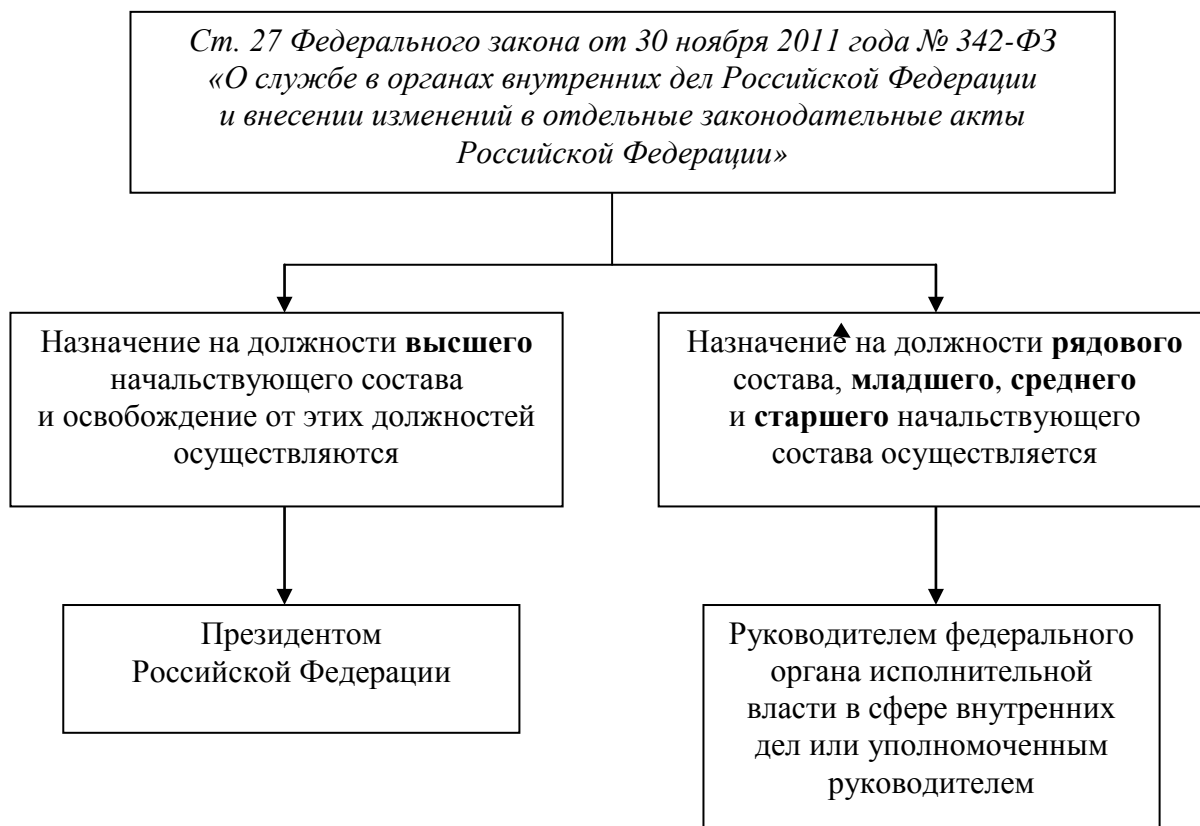 Ст. 27 Федерального закона от 30 ноября 2011 года № 342-ФЗ
«О службе в органах внутренних дел Российской Федерации
и внесении изменений в отдельные законодательные акты
Российской Федерации»
Назначение на должности высшего
начальствующего состава
и освобождение от этих должностей
осуществляются
Назначение на должности рядового
состава, младшего, среднего
и старшего начальствующего
состава осуществляется
Президентом
Российской Федерации
Руководителем федерального
органа исполнительной
власти в сфере внутренних
дел или уполномоченным
руководителем